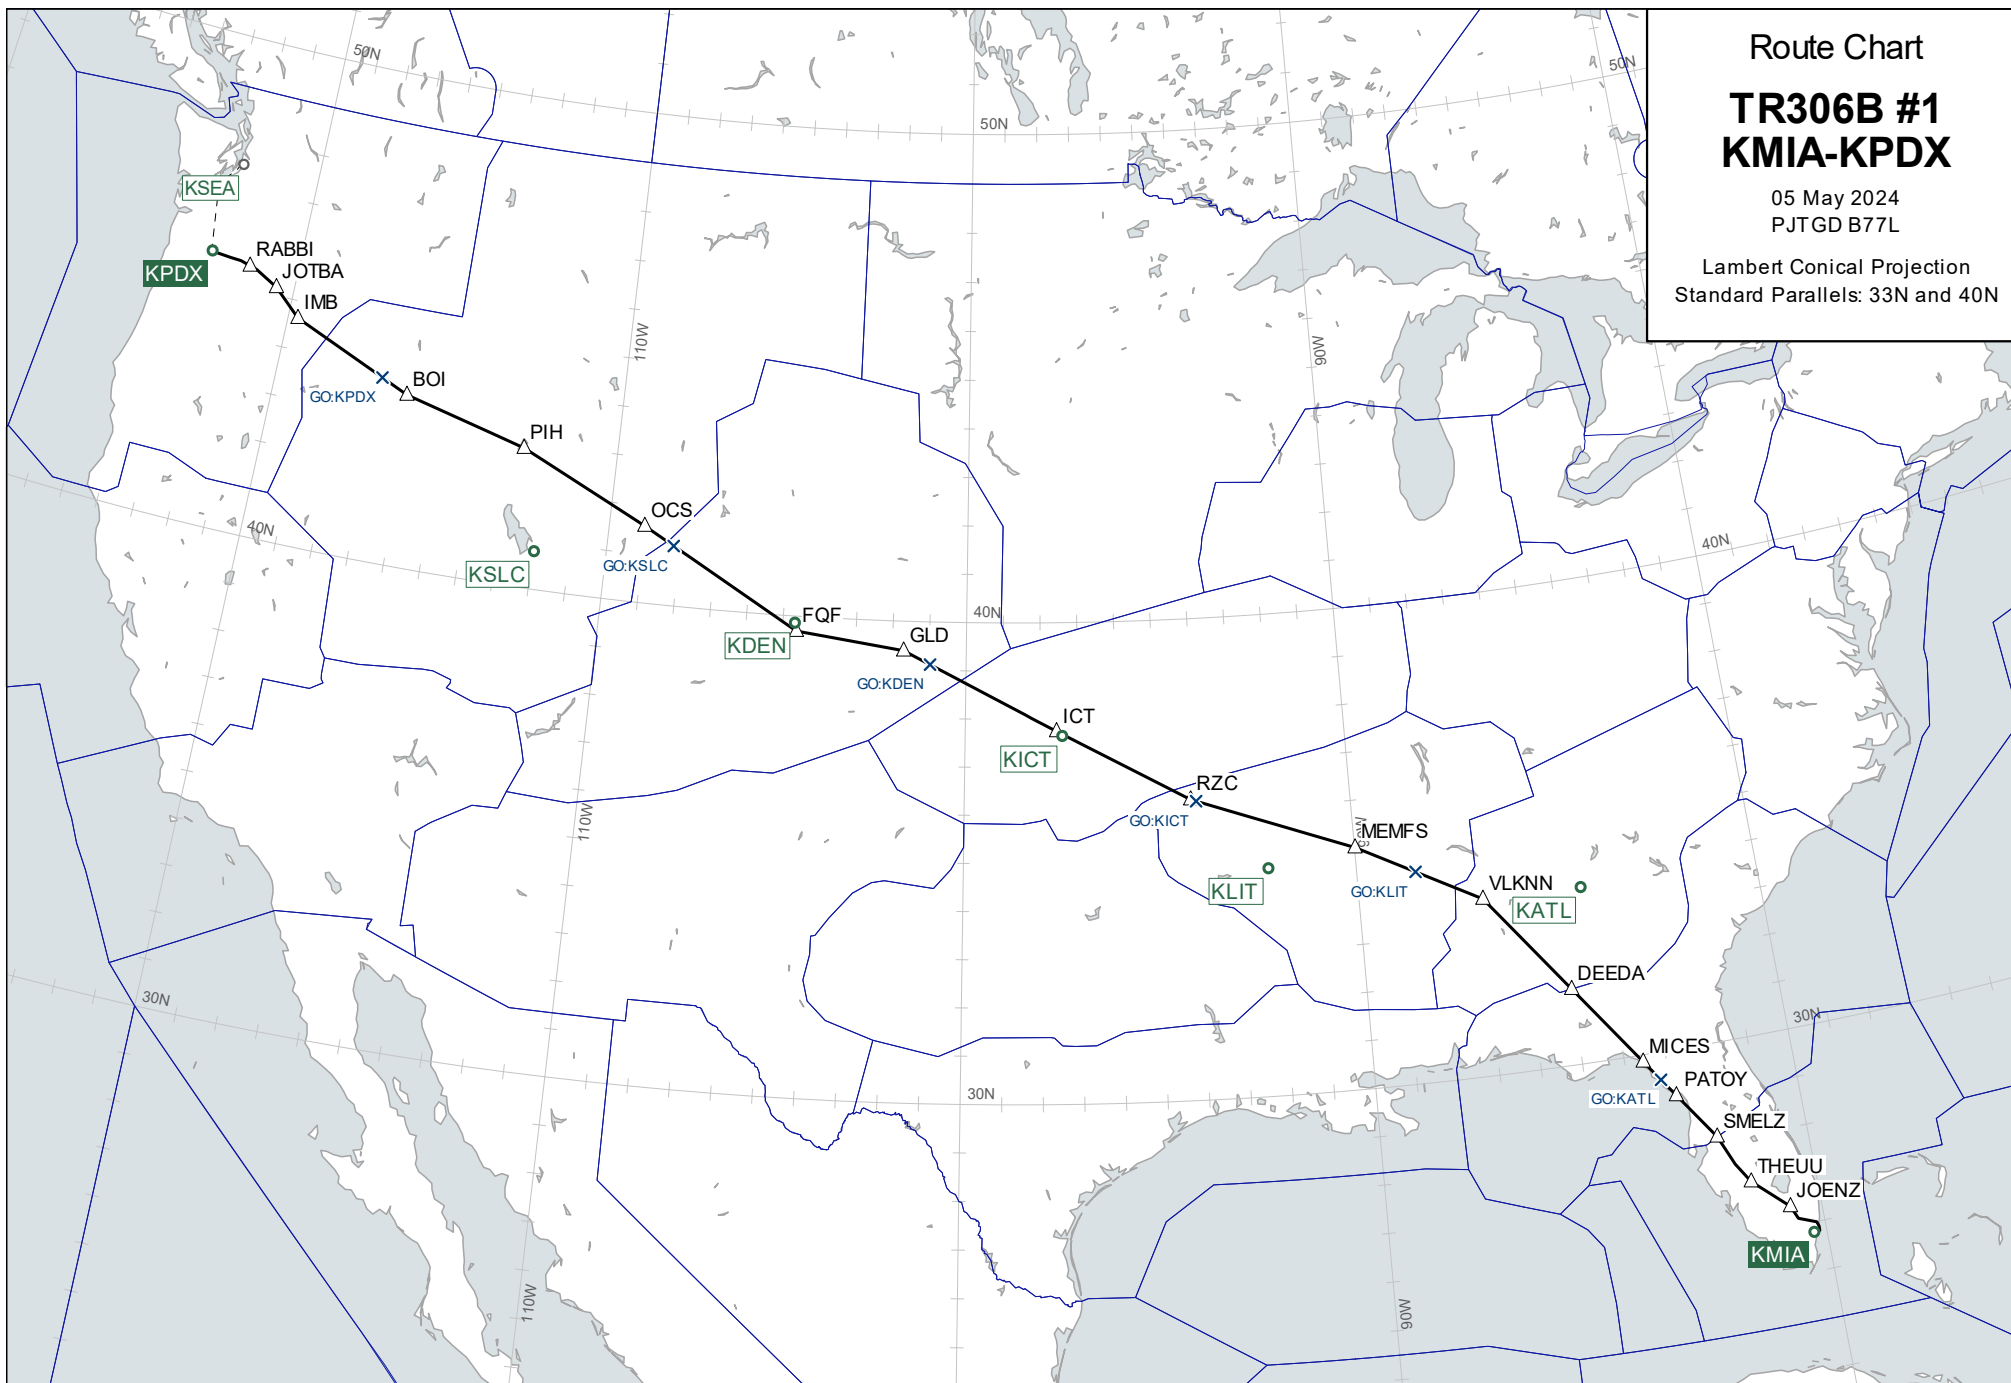 Route Chart
TR306B #1
KMIA-KPDX
05 May 2024
PJTGD B77L
Lambert Conical Projection
Standard Parallels: 33N and 40N
50N
50N
50N
KSEA
KPDX
RABBI
JOTBA
IMB
110W
90W
GO:KPDX
BOI
PIH
OCS
40N
40N
KSLC
GO:KSLC
FQF
40N
KDEN
GLD
GO:KDEN
ICT
KICT
RZC
GO:KICT
110W
90W
MEMFS
KLIT
GO:KLIT
VLKNN
KATL
DEEDA
30N
30N
MICES
PATOY
GO:KATL
30N
SMELZ
THEUU
JOENZ
KMIA
110W
90W